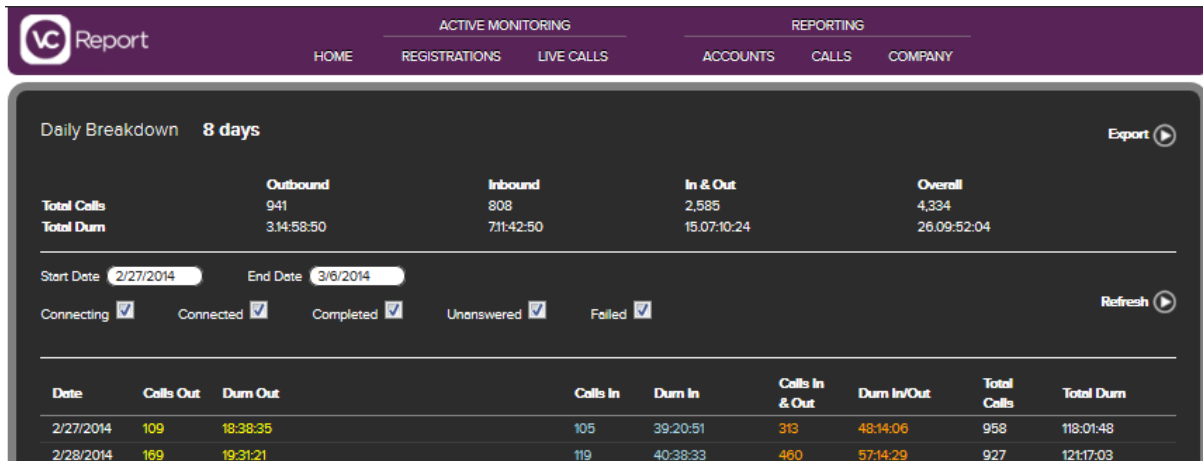 VC Report
ACTIVE MONITORING REPORTING
HOME REGISTRATIONS LIVE CALLS ACCOUNTS CALLS COMPANY
Daily Breakdown 8 days
Export
Outbound Inbound In & Out Overall
Total Calls 941 808 2,585 4,334
Total Durn 3.14:58:50 7.11:42:50 15.07:10:24 26.09:52:04
Start Date 2/27/2014 End Date 3/6/2014
Connecting Connected Completed Unanswered Failed
Refresh
Date Calls Out Durn Out Calls In Durn In Calls In & Out Durn In/Out Total Calls Total Durn
2/27/2014 109 18:38:35 105 39:20:51 313 48:14:06 958 118:01:48
2/28/2014 169 19:31:21 119 40:38:33 460 57:14:29 927 121:17:03